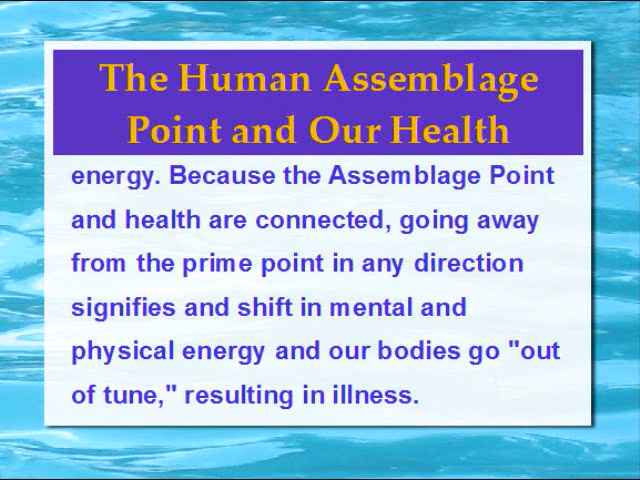 The Human Assemblage
Point and Our Health
energy. Because the Assemblage Point
and health are connected, going away
from the prime point in any direction
signifies and shift in mental and
physical energy and our bodies go "out
of tune," resulting in illness.